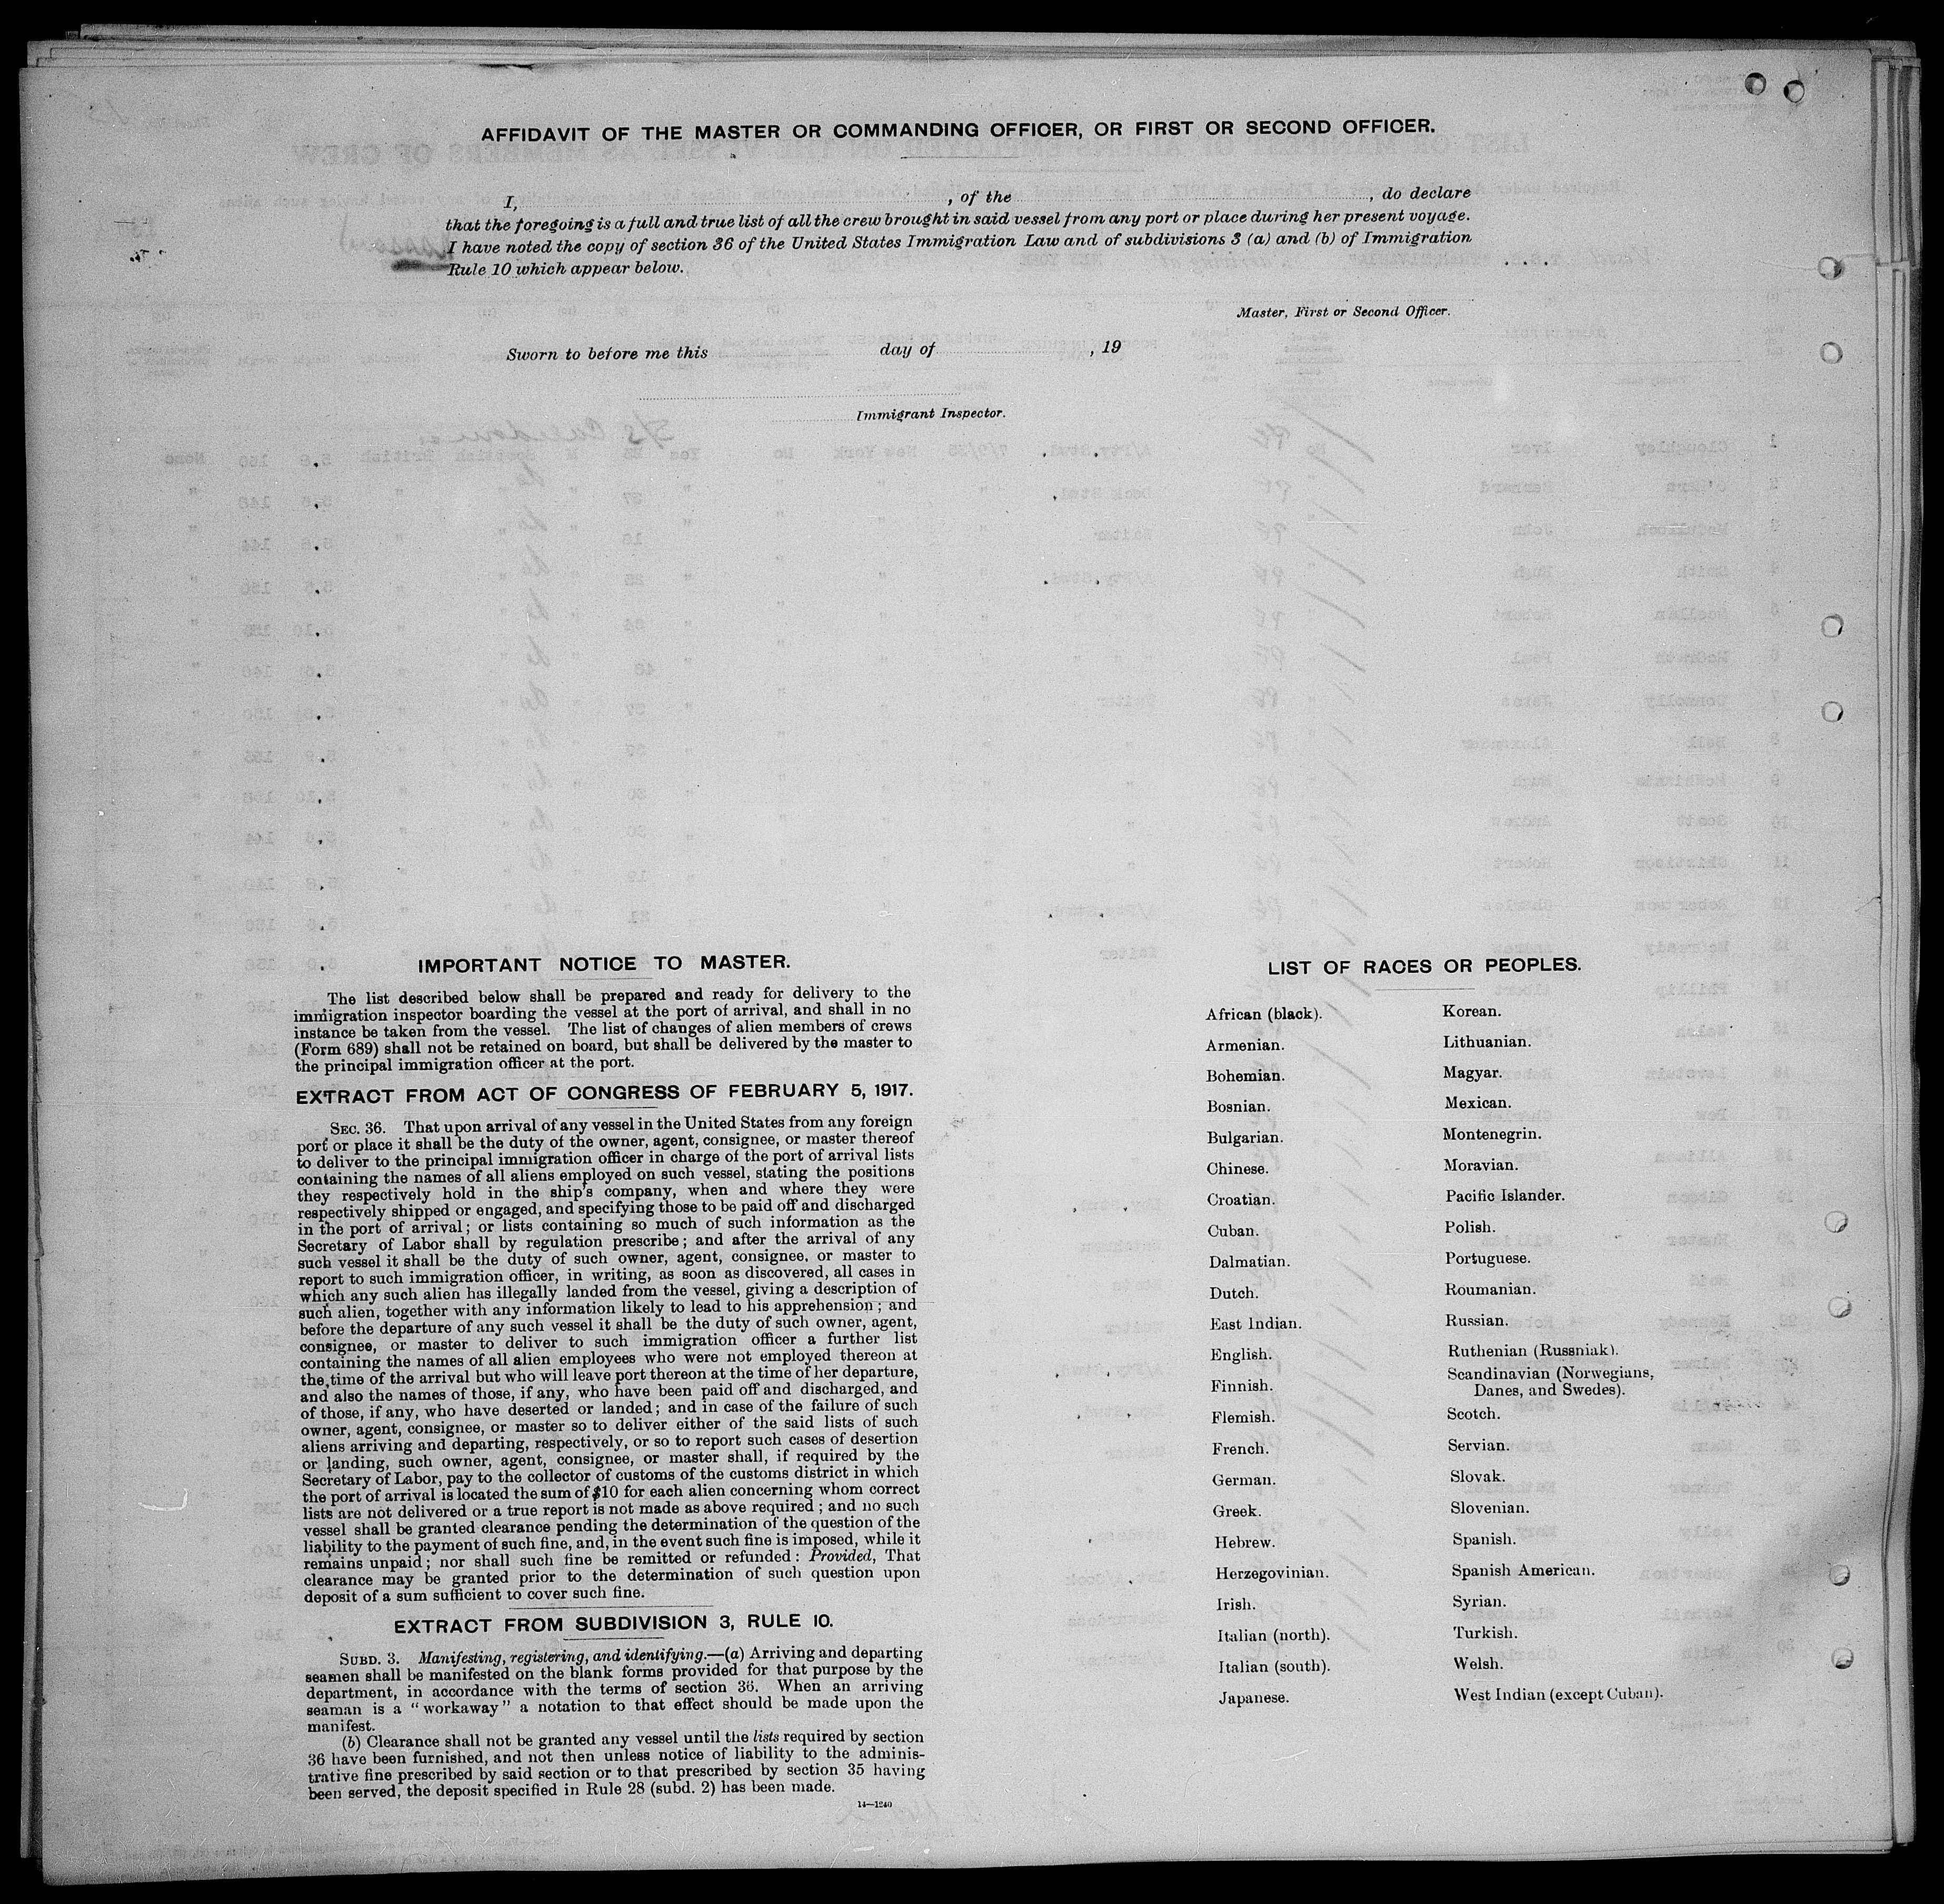 AFFIDAVIT OF THE MASTER OR COMMANDING OFFICER, OR FIRST OR SECOND OFFICER.
I, , of the , do declare
that the foregoing is a full and true list of all the crew brought in said vessel from any port or place during her present voyage.
I have noted the copy of section 36 of the United States Immigration Law and of subdivisions 3 (a) and (b) of Immigration
Rule 10 which appear below.
Master, First or Second Officer.
Sworn to before me this day of , 19
Immigrant Inspector.
IMPORTANT NOTICE TO MASTER.
The list described below shall be prepared and ready for delivery to the
immigration inspector boarding the vessel at the port of arrival, and shall in no
instance be taken from the vessel. The list of changes of alien members of crews
(Form 689) shall not be retained on board, but shall be delivered by the master to
the principal immigration officer at the port.
EXTRACT FROM ACT OF CONGRESS OF FEBRUARY 5, 1917.
SEC. 36. That upon arrival of any vessel in the United States from any foreign
port or place it shall be the duty of the owner, agent, consignee, or master thereof
to deliver to the principal immigration officer in charge of the port of arrival lists
containing the names of all aliens employed on such vessel, stating the positions
they respectively hold in the ship's company, when and where they were
respectively shipped or engaged, and specifying those to be paid off and discharged
in the port of arrival; or lists containing so much of such information as the
Secretary of Labor shall by regulation prescribe; and after the arrival of any
such vessel it shall be the duty of such owner, agent, consignee, or master to
report to such immigration officer, in writing, as soon as discovered, all cases in
which any such alien has illegally landed from the vessel, giving a description of
such alien, together with any information likely to lead to his apprehension; and
before the departure of any such vessel it shall be the duty of such owner, agent,
consignee, or master to deliver to such immigration officer a further list
containing the names of all alien employees who were not employed thereon at
the time of the arrival but who will leave port thereon at the time of her departure,
and also the names of those, if any, who have been paid off and discharged, and
of those, if any, who have deserted or landed; and in case of the failure of such
owner, agent, consignee, or master so to deliver either of the said lists of such
aliens arriving and departing, respectively, or so to report such cases of desertion
or landing, such owner, agent, consignee, or master shall, if required by the
Secretary of Labor, pay to the collector of customs of the customs district in which
the port of arrival is located the sum of $10 for each alien concerning whom correct
lists are not delivered or a true report is not made as above required; and no such
vessel shall be granted clearance pending the determination of the question of the
liability to the payment of such fine, and, in the event such fine is imposed, while it
remains unpaid; nor shall such fine be remitted or refunded: Provided, That
clearance may be granted prior to the determination of such question upon
deposit of a sum sufficient to cover such fine.
EXTRACT FROM SUBDIVISION 3, RULE 10.
SUBD. 3. Manifesting, registering, and identifying.—(a) Arriving and departing
seamen shall be manifested on the blank forms provided for that purpose by the
department, in accordance with the terms of section 36. When an arriving
seaman is a "workaway" a notation to that effect should be made upon the
manifest.
(b) Clearance shall not be granted any vessel until the lists required by section
36 have been furnished, and not then unless notice of liability to the adminis-
trative fine prescribed by said section or to that prescribed by section 35 having
been served, the deposit specified in Rule 28 (subd. 2) has been made.
14—1240
LIST OF RACES OR PEOPLES.
African (black).
Armenian.
Bohemian.
Bosnian.
Bulgarian.
Chinese.
Croatian.
Cuban.
Dalmatian.
Dutch.
East Indian.
English.
Finnish.
Flemish.
French.
German.
Greek.
Hebrew.
Herzegovinian.
Irish.
Italian (north).
Italian (south).
Japanese.
Korean.
Lithuanian.
Magyar.
Mexican.
Montenegrin.
Moravian.
Pacific Islander.
Polish.
Portuguese.
Roumanian.
Russian.
Ruthenian (Russniak).
Scandinavian (Norwegians,
Danes, and Swedes).
Scotch.
Servian.
Slovak.
Slovenian.
Spanish.
Spanish American.
Syrian.
Turkish.
Welsh.
West Indian (except Cuban).